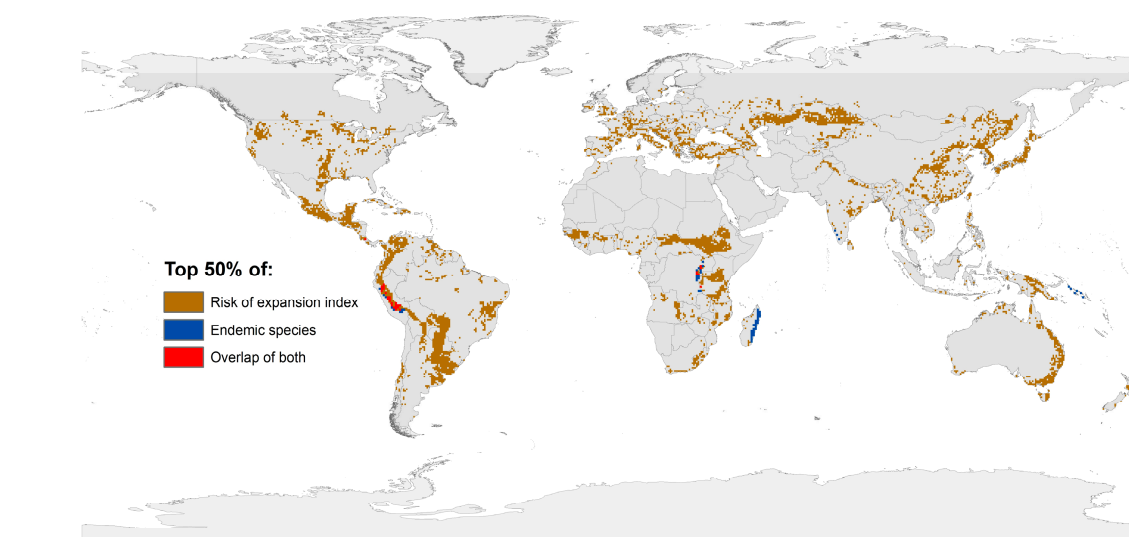 Top 50% of:
Risk of expansion index
Endemic species
Overlap of both